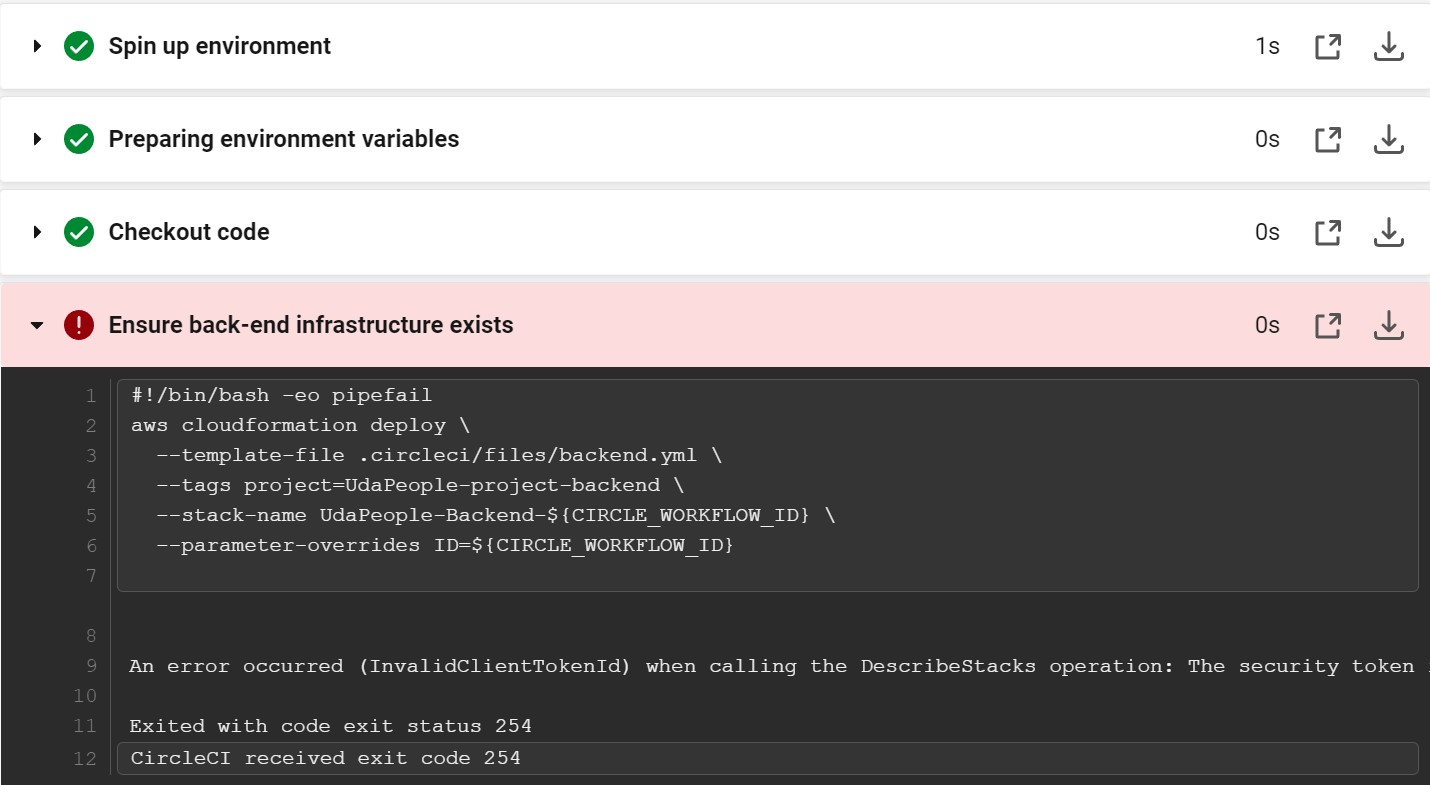 Spin up environment 1s
Preparing environment variables 0s
Checkout code 0s
Ensure back-end infrastructure exists 0s
1 #!/bin/bash -eo pipefail
2 aws cloudformation deploy \
3 --template-file .circleci/files/backend.yml \
4 --tags project=UdaPeople-project-backend \
5 --stack-name UdaPeople-Backend-${CIRCLE_WORKFLOW_ID} \
6 --parameter-overrides ID=${CIRCLE_WORKFLOW_ID}
7
8
9 An error occurred (InvalidClientTokenId) when calling the DescribeStacks operation: The security token
10
11 Exited with code exit status 254
12 CircleCI received exit code 254